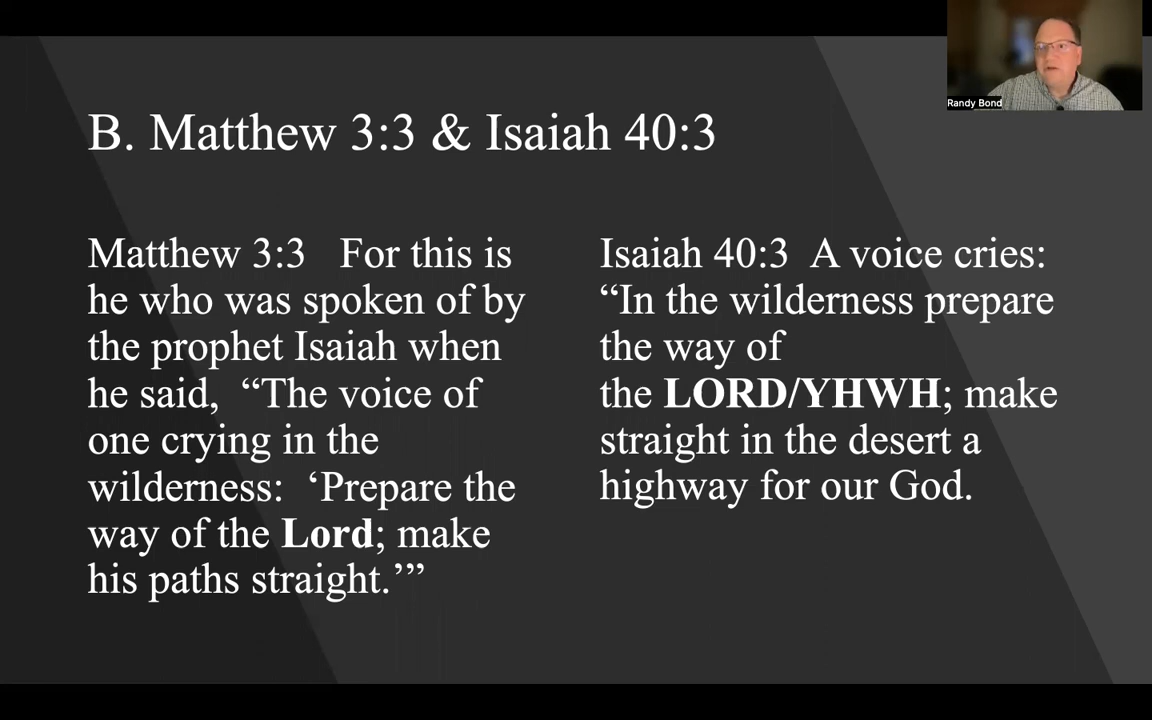 Randy Bond
B. Matthew 3:3 & Isaiah 40:3
Matthew 3:3   For this is
he who was spoken of by
the prophet Isaiah when
he said,  “The voice of
one crying in the
wilderness:  ‘Prepare the
way of the Lord; make
his paths straight.’”
Isaiah 40:3  A voice cries:
“In the wilderness prepare
the way of
the LORD/YHWH; make
straight in the desert a
highway for our God.